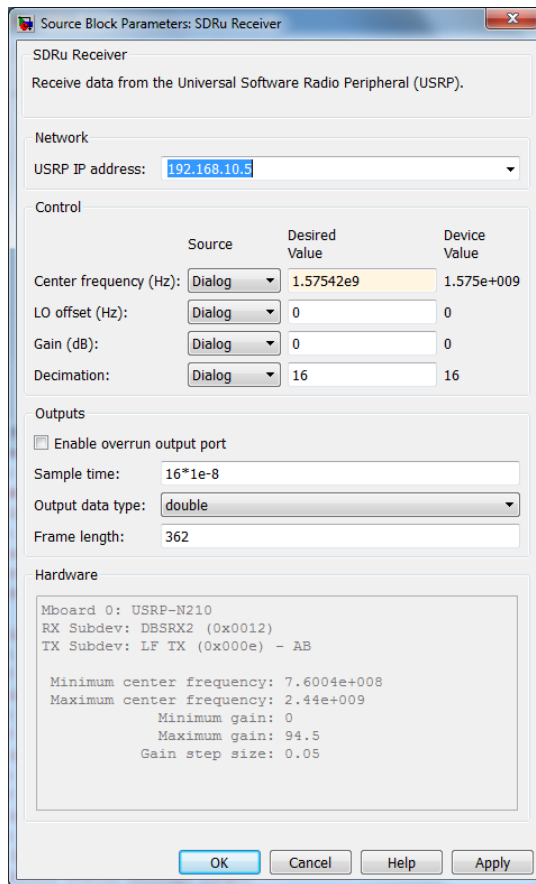 Source Block Parameters: SDRu Receiver
SDRu Receiver
Receive data from the Universal Software Radio Peripheral (USRP).
Network
USRP IP address: 192.168.10.5
Control
Source Desired Value Device Value
Center frequency (Hz): Dialog 1.57542e9 1.575e+009
LO offset (Hz): Dialog 0 0
Gain (dB): Dialog 0 0
Decimation: Dialog 16 16
Outputs
Enable overrun output port
Sample time: 16*1e-8
Output data type: double
Frame length: 362
Hardware
Mboard 0: USRP-N210
RX Subdev: DBSRX2 (0x0012)
TX Subdev: LF TX (0x000e) - AB
Minimum center frequency: 7.6004e+008
Maximum center frequency: 2.44e+009
Minimum gain: 0
Maximum gain: 94.5
Gain step size: 0.05
OK Cancel Help Apply